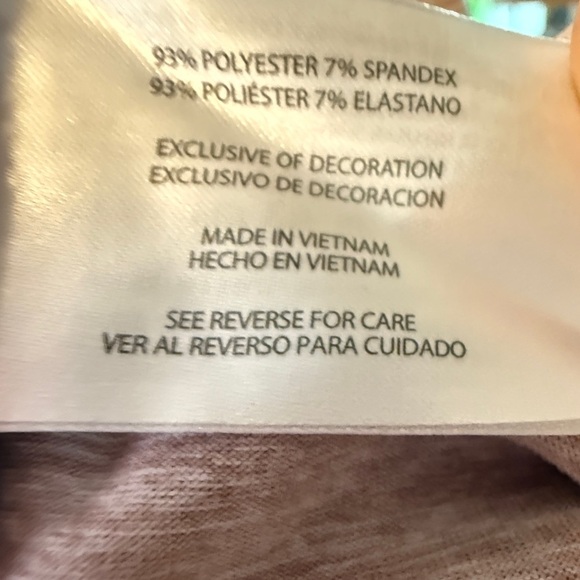 93% POLYESTER 7% SPANDEX
93% POLIÉSTER 7% ELASTANO
EXCLUSIVE OF DECORATION
EXCLUSIVO DE DECORACION
MADE IN VIETNAM
HECHO EN VIETNAM
SEE REVERSE FOR CARE
VER AL REVERSO PARA CUIDADO